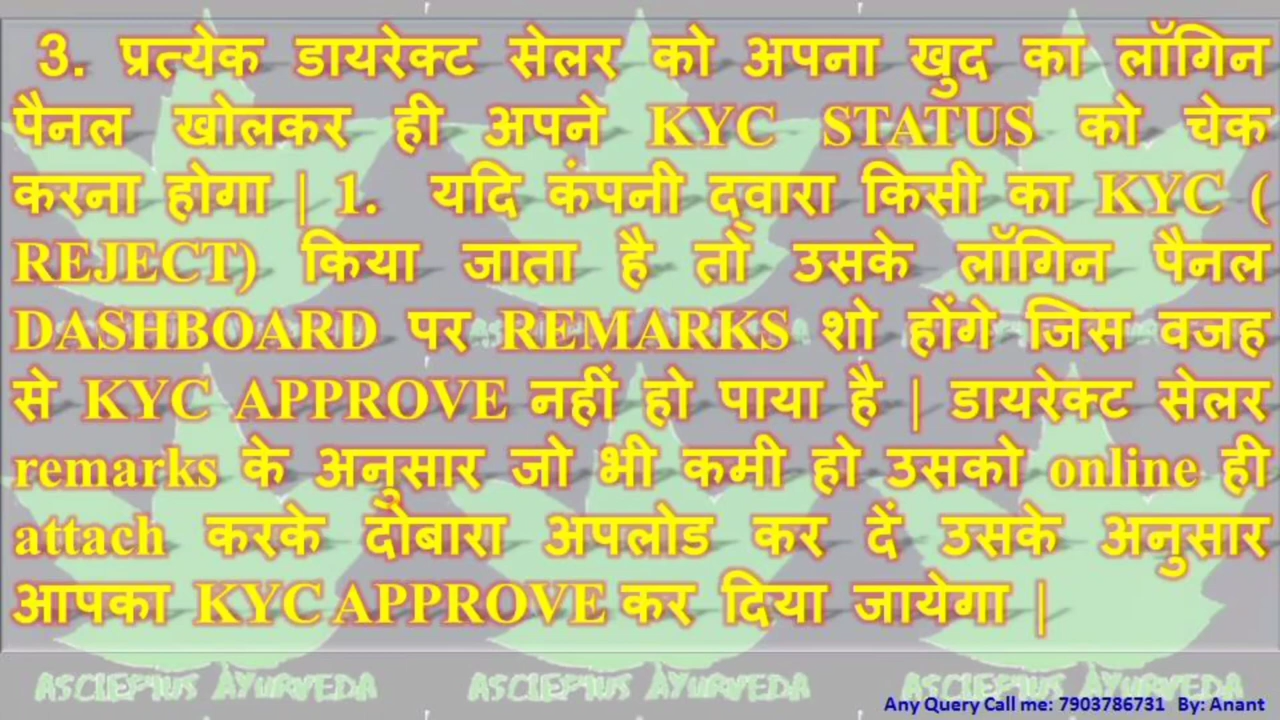 3. प्रत्येक डायरेक्ट सेलर को अपना खुद का लॉगिन
पैनल खोलकर ही अपने KYC STATUS को चेक
करना होगा | 1. यदि कंपनी द्वारा किसी का KYC (
REJECT) किया जाता है तो उसके लॉगिन पैनल
DASHBOARD पर REMARKS शो होंगे जिस वजह
से KYC APPROVE नहीं हो पाया है | डायरेक्ट सेलर
remarks के अनुसार जो भी कमी हो उसको online ही
attach करके दोबारा अपलोड कर दें उसके अनुसार
आपका KYC APPROVE कर दिया जायेगा |
ASCLEPIUS AYURVEDA ASCLEPIUS AYURVEDA ASCLEPIUS AYURVEDA
Any Query Call me: 7903786731 By: Anant